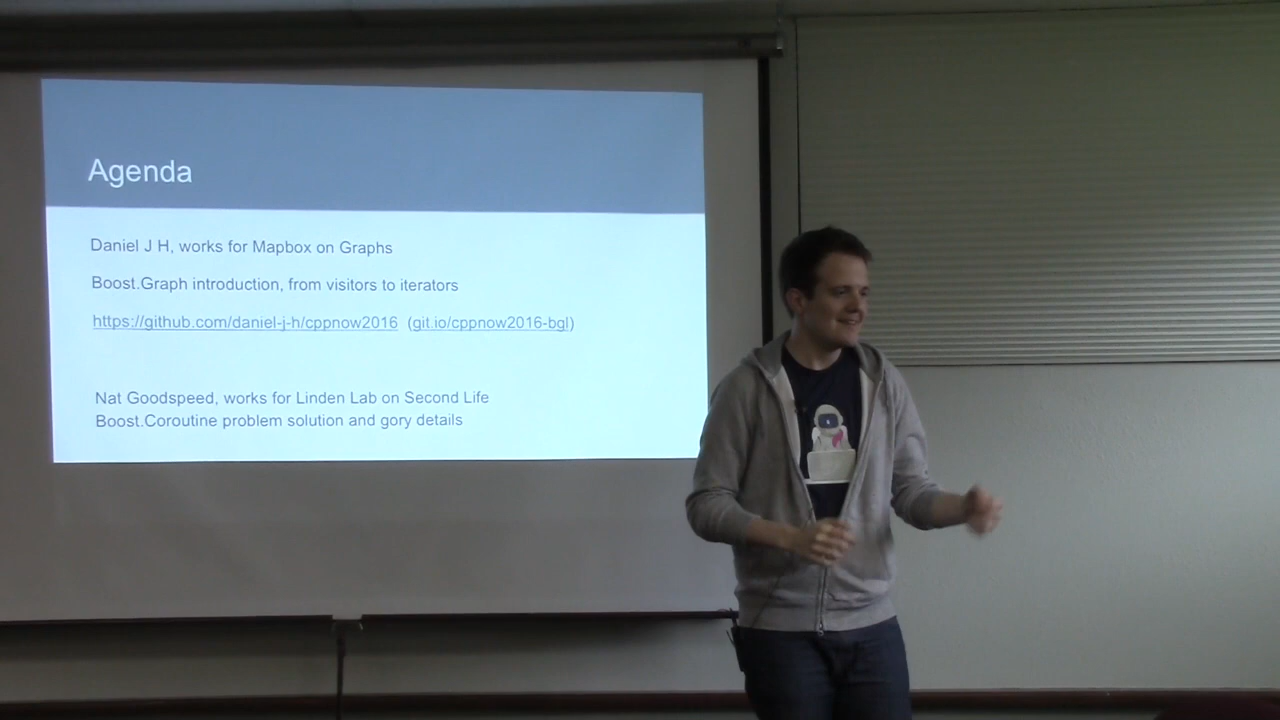 Agenda
Daniel J H, works for Mapbox on Graphs
Boost.Graph introduction, from visitors to iterators
https://github.com/daniel-j-h/cppnow2016 (git.io/cppnow2016-bgl)
Nat Goodspeed, works for Linden Lab on Second Life
Boost.Coroutine problem solution and gory details